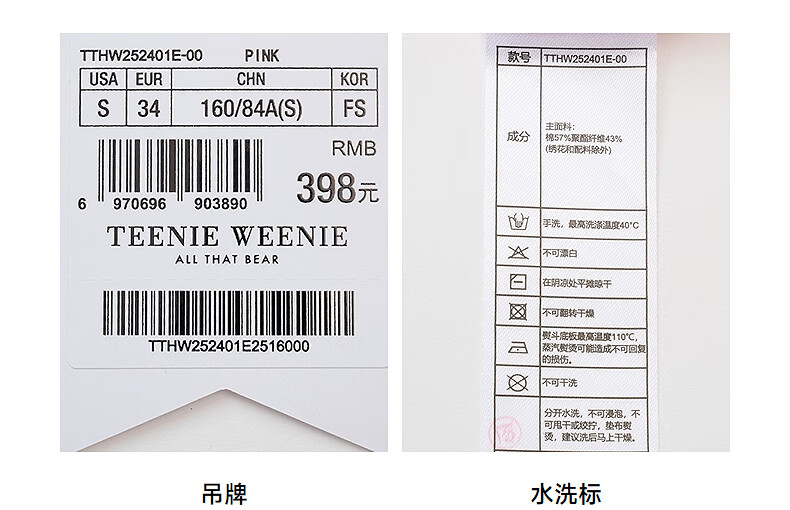 TTHW252401E-00 PINK
USA EUR CHN KOR
S 34 160/84A(S) FS
RMB
398元
6 970696 903890
TEENIE WEENIE
ALL THAT BEAR
TTHW252401E2516000
吊牌
款号 TTHW252401E-00
成分
主面料:
棉57%聚酯纤维43%
(绣花和配料除外)
手洗，最高洗涤温度40°C
不可漂白
在阴凉处平摊晾干
不可翻转干燥
熨斗底板最高温度110℃,
蒸汽熨烫可能造成不可回复
的损伤。
不可干洗
分开水洗，不可浸泡，不
可甩干或绞拧，垫布熨
烫，建议洗后马上干燥。
水洗标